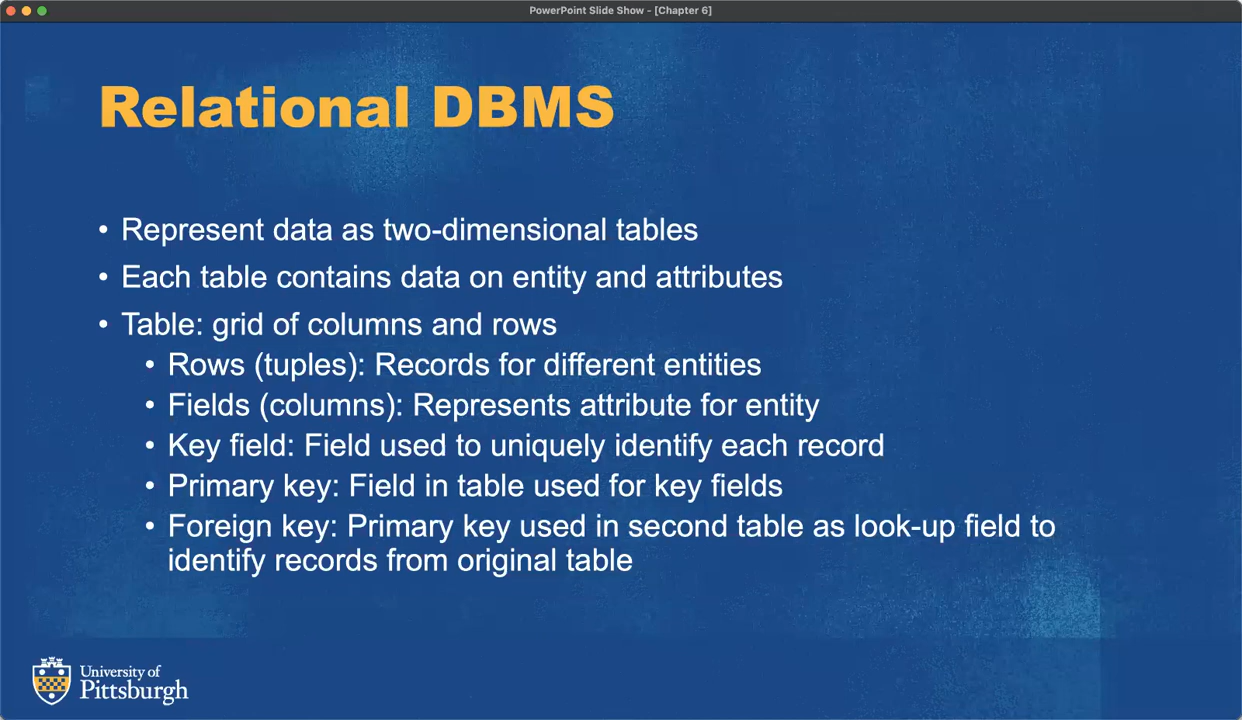 PowerPoint Slide Show - [Chapter 6]
Relational DBMS
• Represent data as two-dimensional tables
• Each table contains data on entity and attributes
• Table: grid of columns and rows
• Rows (tuples): Records for different entities
• Fields (columns): Represents attribute for entity
• Key field: Field used to uniquely identify each record
• Primary key: Field in table used for key fields
• Foreign key: Primary key used in second table as look-up field to
identify records from original table
University of
Pittsburgh